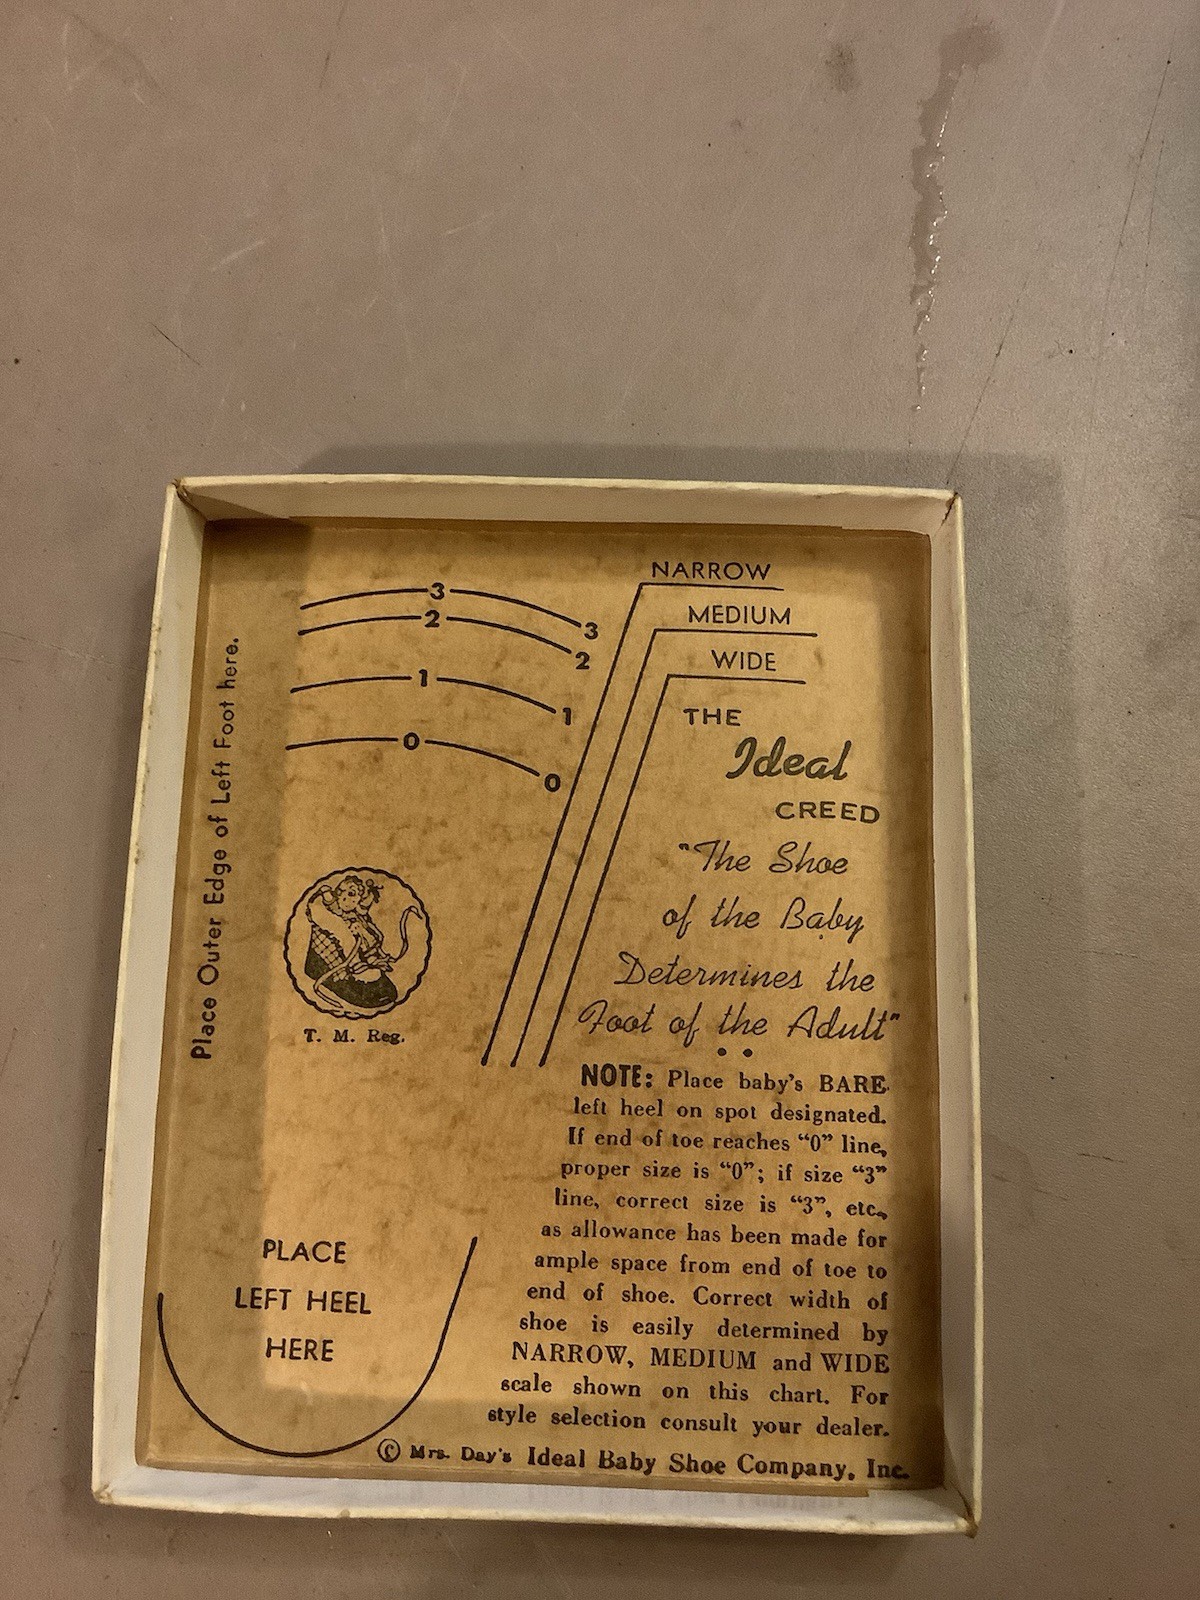 NARROW
MEDIUM
WIDE
3
3
2
2
1
1
0
0
Place Outer Edge of Left Foot here.
THE
Ideal
CREED
"The Shoe
of the Baby
Determines the
Foot of the Adult"
T. M. Reg.
NOTE: Place baby's BARE
left heel on spot designated.
If end of toe reaches "0" line,
proper size is "0"; if size "3"
line, correct size is "3", etc.,
as allowance has been made for
ample space from end of toe to
end of shoe. Correct width of
shoe is easily determined by
NARROW, MEDIUM and WIDE
scale shown on this chart. For
style selection consult your dealer.
PLACE
LEFT HEEL
HERE
© Mrs. Day's Ideal Baby Shoe Company, Inc.